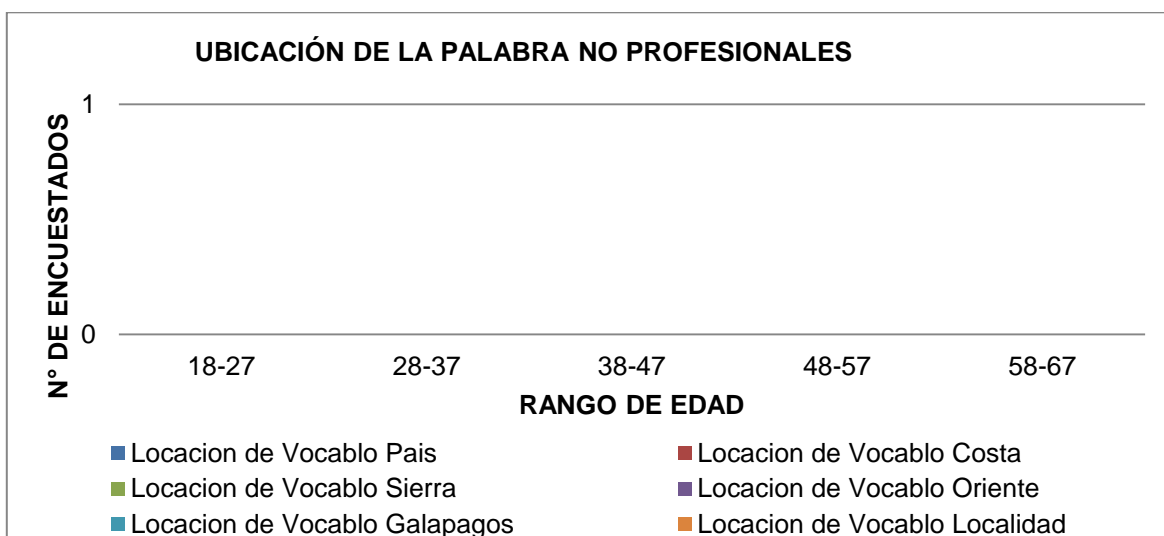 UBICACIÓN DE LA PALABRA NO PROFESIONALES
1
N° DE ENCUESTADOS
0
18-27 28-37 38-47 48-57 58-67
RANGO DE EDAD
Locacion de Vocablo Pais Locacion de Vocablo Costa
Locacion de Vocablo Sierra Locacion de Vocablo Oriente
Locacion de Vocablo Galapagos Locacion de Vocablo Localidad